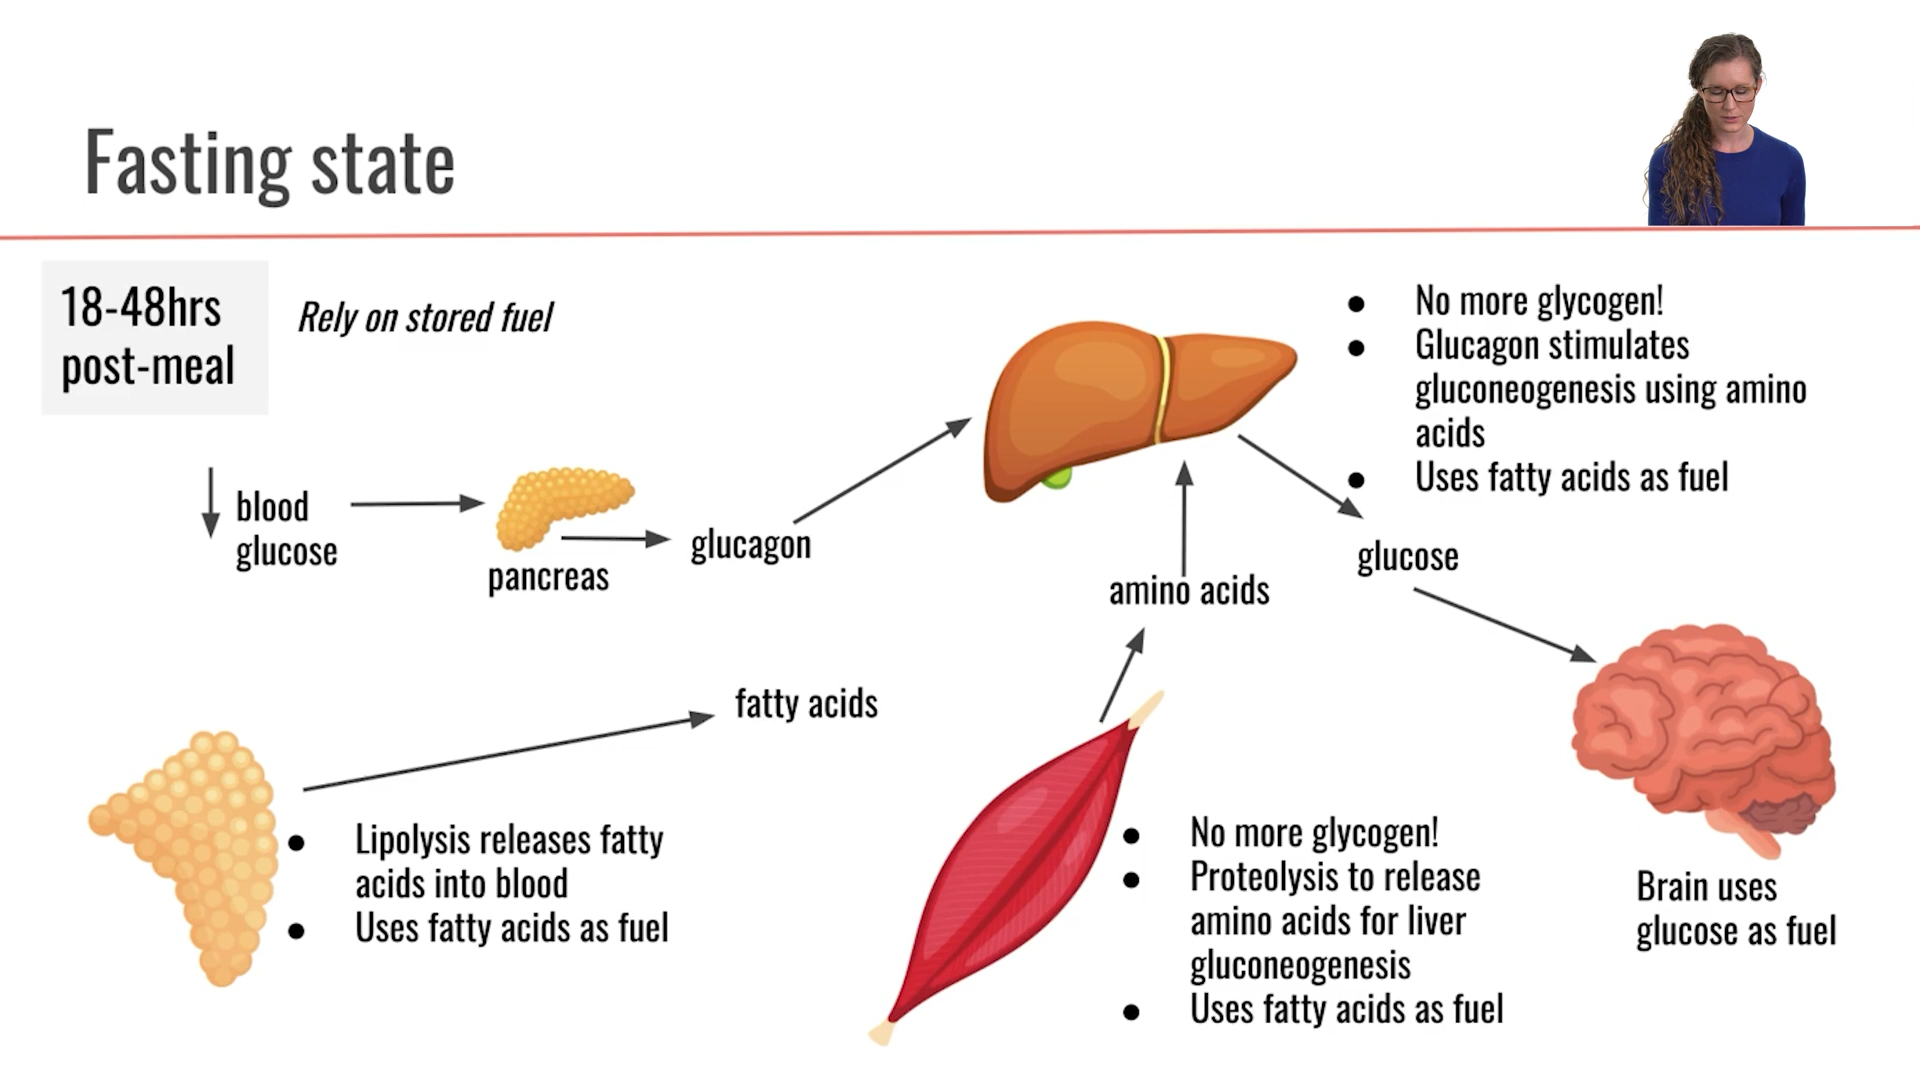 Fasting state
18-48hrs
post-meal
Rely on stored fuel
● No more glycogen!
● Glucagon stimulates
gluconeogenesis using amino
acids
● Uses fatty acids as fuel
blood
glucose
pancreas
glucagon
amino acids
glucose
fatty acids
● Lipolysis releases fatty
acids into blood
● Uses fatty acids as fuel
● No more glycogen!
● Proteolysis to release
amino acids for liver
gluconeogenesis
● Uses fatty acids as fuel
Brain uses
glucose as fuel